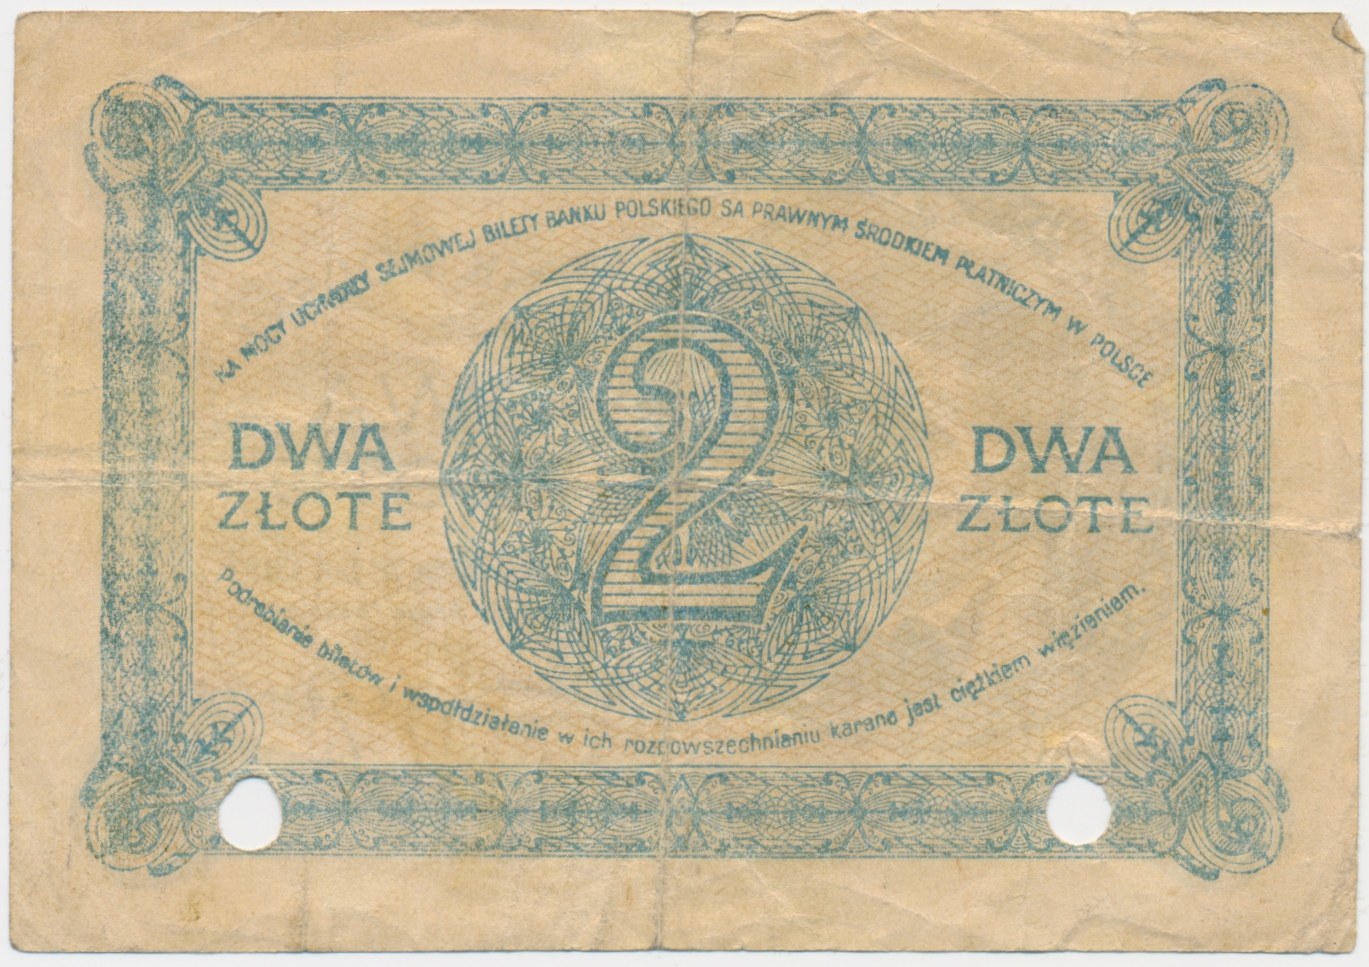 NA MOCY UCHWAŁY SEJMOWEJ BILETY BANKU POLSKIEGO SA PRAWNYM ŚRODKIEM PŁATNICZYM W POLSCE
2
DWA
ZŁOTE
DWA
ZŁOTE
Podrabianie biletów i współdziałanie w ich rozpowszechnianiu karane jest ciężkiem więzieniem.